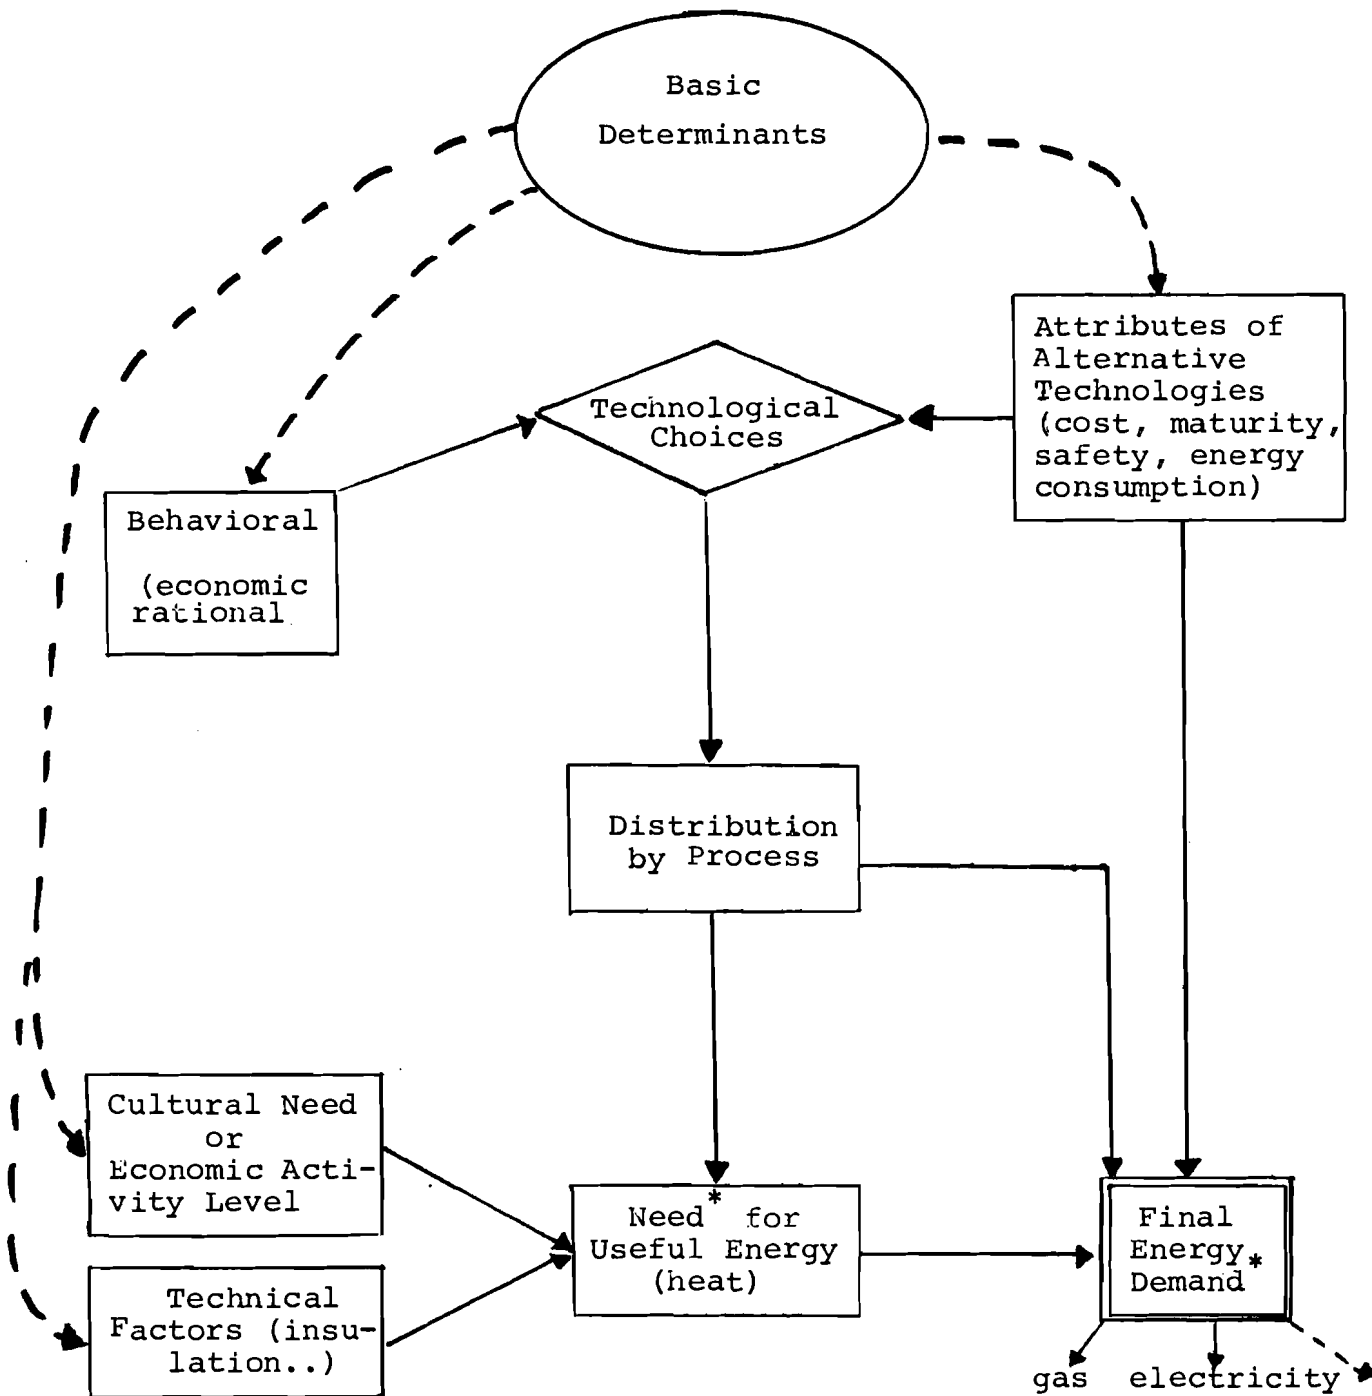 Basic
Determinants
Attributes of
Alternative
Technologies
(cost, maturity,
safety, energy
consumption)
Technological
Choices
Behavioral
(economic
rational
Distribution
by Process
Cultural Need
or
Economic Acti-
vity Level
Need* for
Useful Energy
(heat)
Final
Energy
Demand*
Technical
Factors (insu-
lation..)
gas electricity